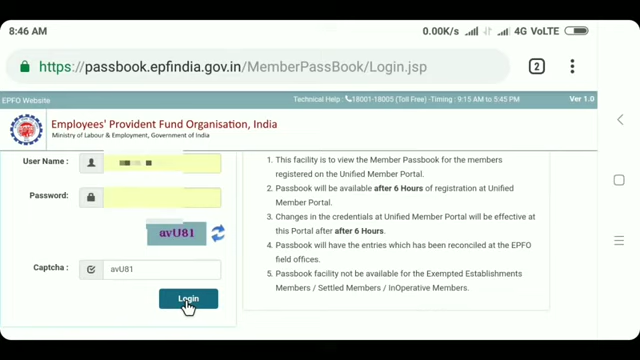 8:46 AM
0.00K/s 4G VoLTE
https://passbook.epfindia.gov.in/MemberPassBook/Login.jsp
2
EPFO Website
Technical Help : 18001-18005 (Toll Free) -Timing : 9:15 AM to 5:45 PM
Ver 1.0
Employees' Provident Fund Organisation, India
Ministry of Labour & Employment, Government of India
User Name :
Password:
avU81
Captcha :
avU81
Login
1. This facility is to view the Member Passbook for the members
registered on the Unified Member Portal.
2. Passbook will be available after 6 Hours of registration at Unified
Member Portal.
3. Changes in the credentials at Unified Member Portal will be effective at
this Portal after 6 Hours.
4. Passbook will have the entries which has been reconciled at the EPFO
field offices.
5. Passbook facility not be available for the Exempted Establishments
Members / Settled Members / InOperative Members.